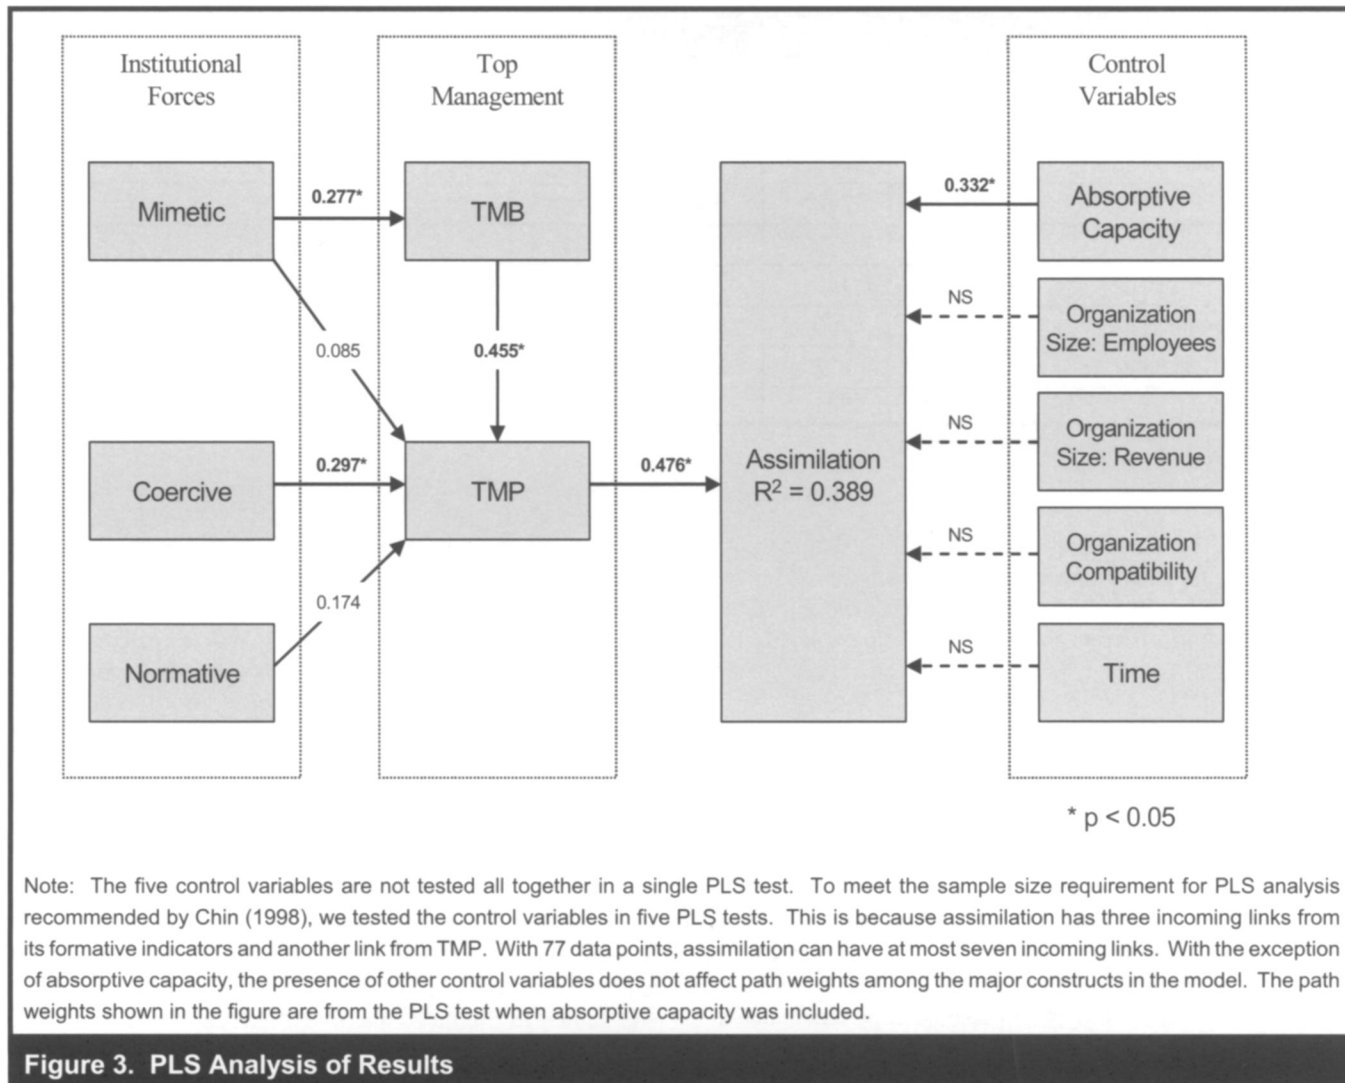 Institutional
Forces
Top
Management
Control
Variables
Mimetic
0.277*
TMB
0.332*
Absorptive
Capacity
NS
Organization
Size: Employees
0.085
0.455*
NS
Organization
Size: Revenue
Coercive
0.297*
TMP
0.476*
Assimilation
R² = 0.389
NS
Organization
Compatibility
0.174
Normative
NS
Time
* p < 0.05
Note: The five control variables are not tested all together in a single PLS test. To meet the sample size requirement for PLS analysis
recommended by Chin (1998), we tested the control variables in five PLS tests. This is because assimilation has three incoming links from
its formative indicators and another link from TMP. With 77 data points, assimilation can have at most seven incoming links. With the exception
of absorptive capacity, the presence of other control variables does not affect path weights among the major constructs in the model. The path
weights shown in the figure are from the PLS test when absorptive capacity was included.
Figure 3. PLS Analysis of Results